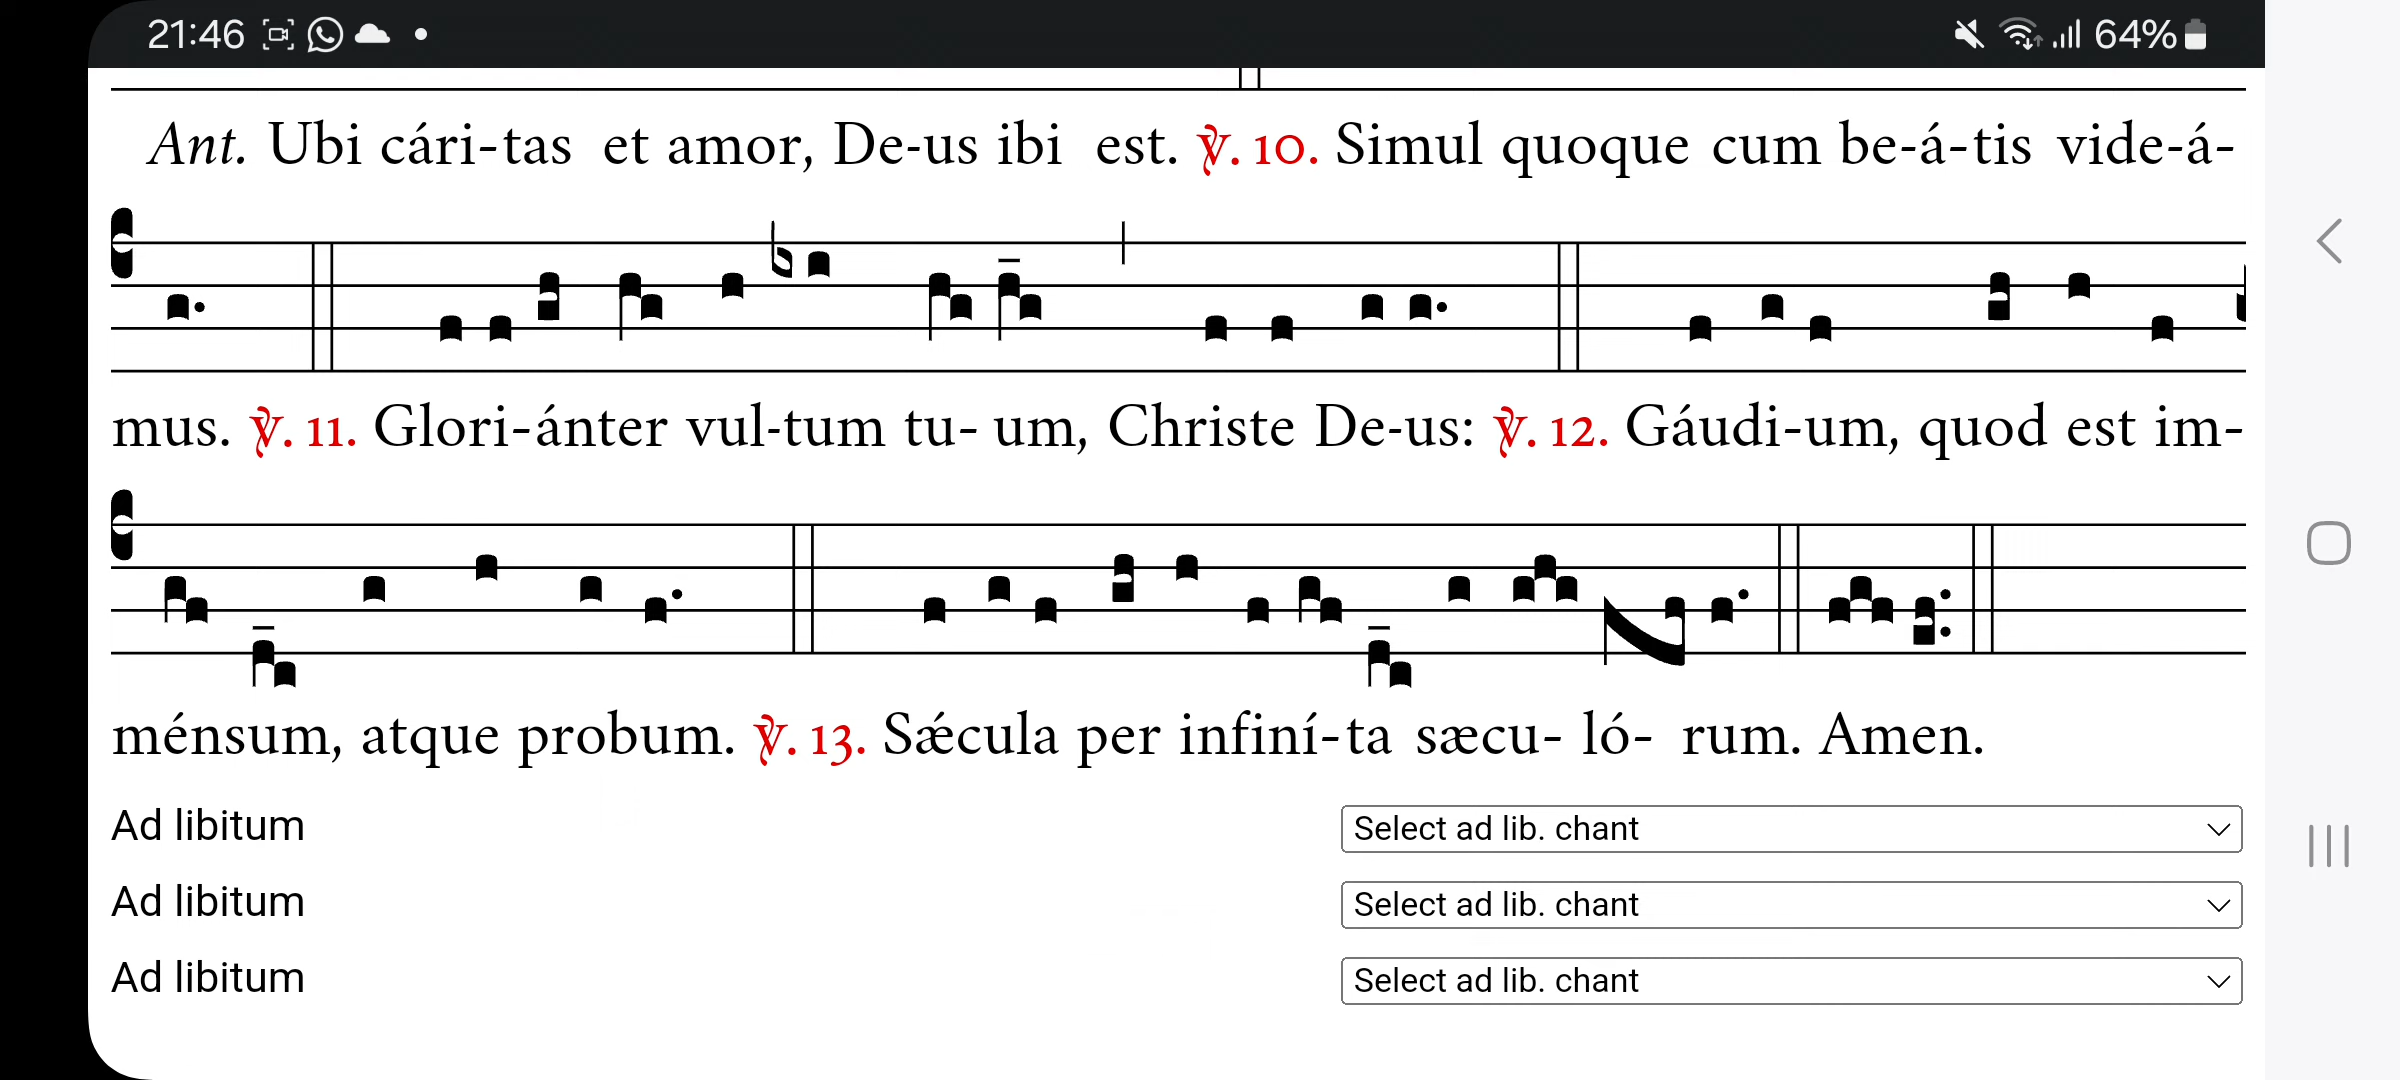 21:46 64%
Ant. Ubi cári-tas et amor, De-us ibi est. ℣. 10. Simul quoque cum be-á-tis vide-á-
mus. ℣. 11. Glori-ánter vul-tum tu- um, Christe De-us: ℣. 12. Gáudi-um, quod est im-
ménsum, atque probum. ℣. 13. Sǽcula per infiní-ta sæcu- ló- rum. Amen.
Ad libitum Select ad lib. chant
Ad libitum Select ad lib. chant
Ad libitum Select ad lib. chant